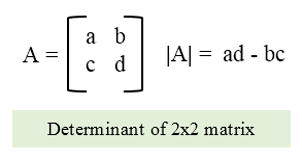 A = [ a b
c d ] |A| = ad - bc
Determinant of 2x2 matrix